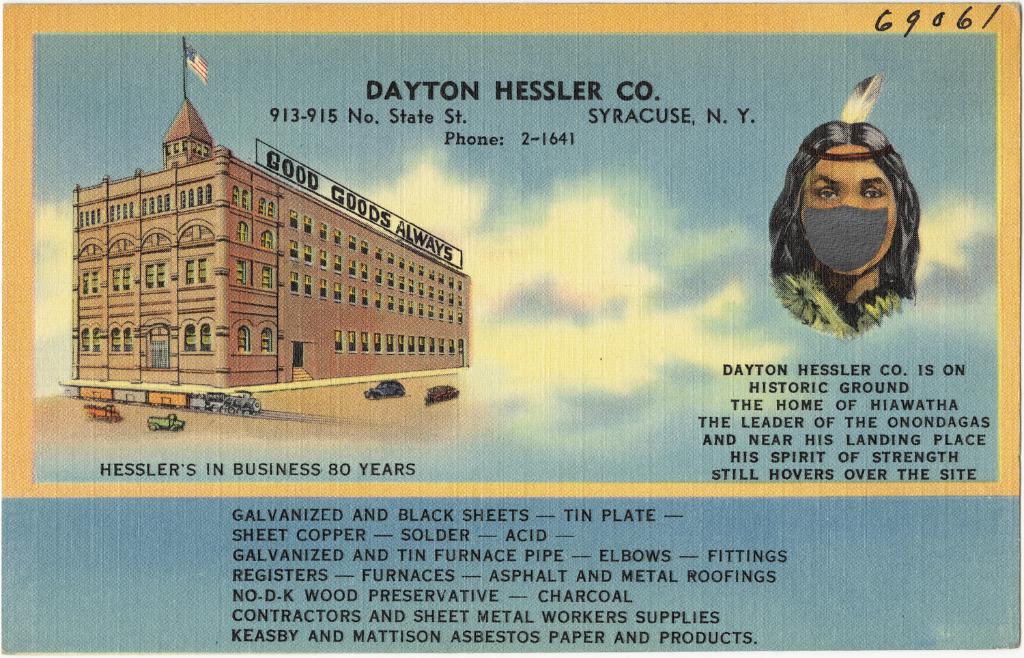 69061
DAYTON HESSLER CO.
913-915 No. State St. SYRACUSE, N. Y.
Phone: 2-1641
GOOD GOODS ALWAYS
DAYTON HESSLER CO. IS ON
HISTORIC GROUND
THE HOME OF HIAWATHA
THE LEADER OF THE ONONDAGAS
AND NEAR HIS LANDING PLACE
HIS SPIRIT OF STRENGTH
STILL HOVERS OVER THE SITE
HESSLER'S IN BUSINESS 80 YEARS
GALVANIZED AND BLACK SHEETS — TIN PLATE —
SHEET COPPER — SOLDER — ACID —
GALVANIZED AND TIN FURNACE PIPE — ELBOWS — FITTINGS
REGISTERS — FURNACES — ASPHALT AND METAL ROOFINGS
NO-D-K WOOD PRESERVATIVE — CHARCOAL
CONTRACTORS AND SHEET METAL WORKERS SUPPLIES
KEASBY AND MATTISON ASBESTOS PAPER AND PRODUCTS.